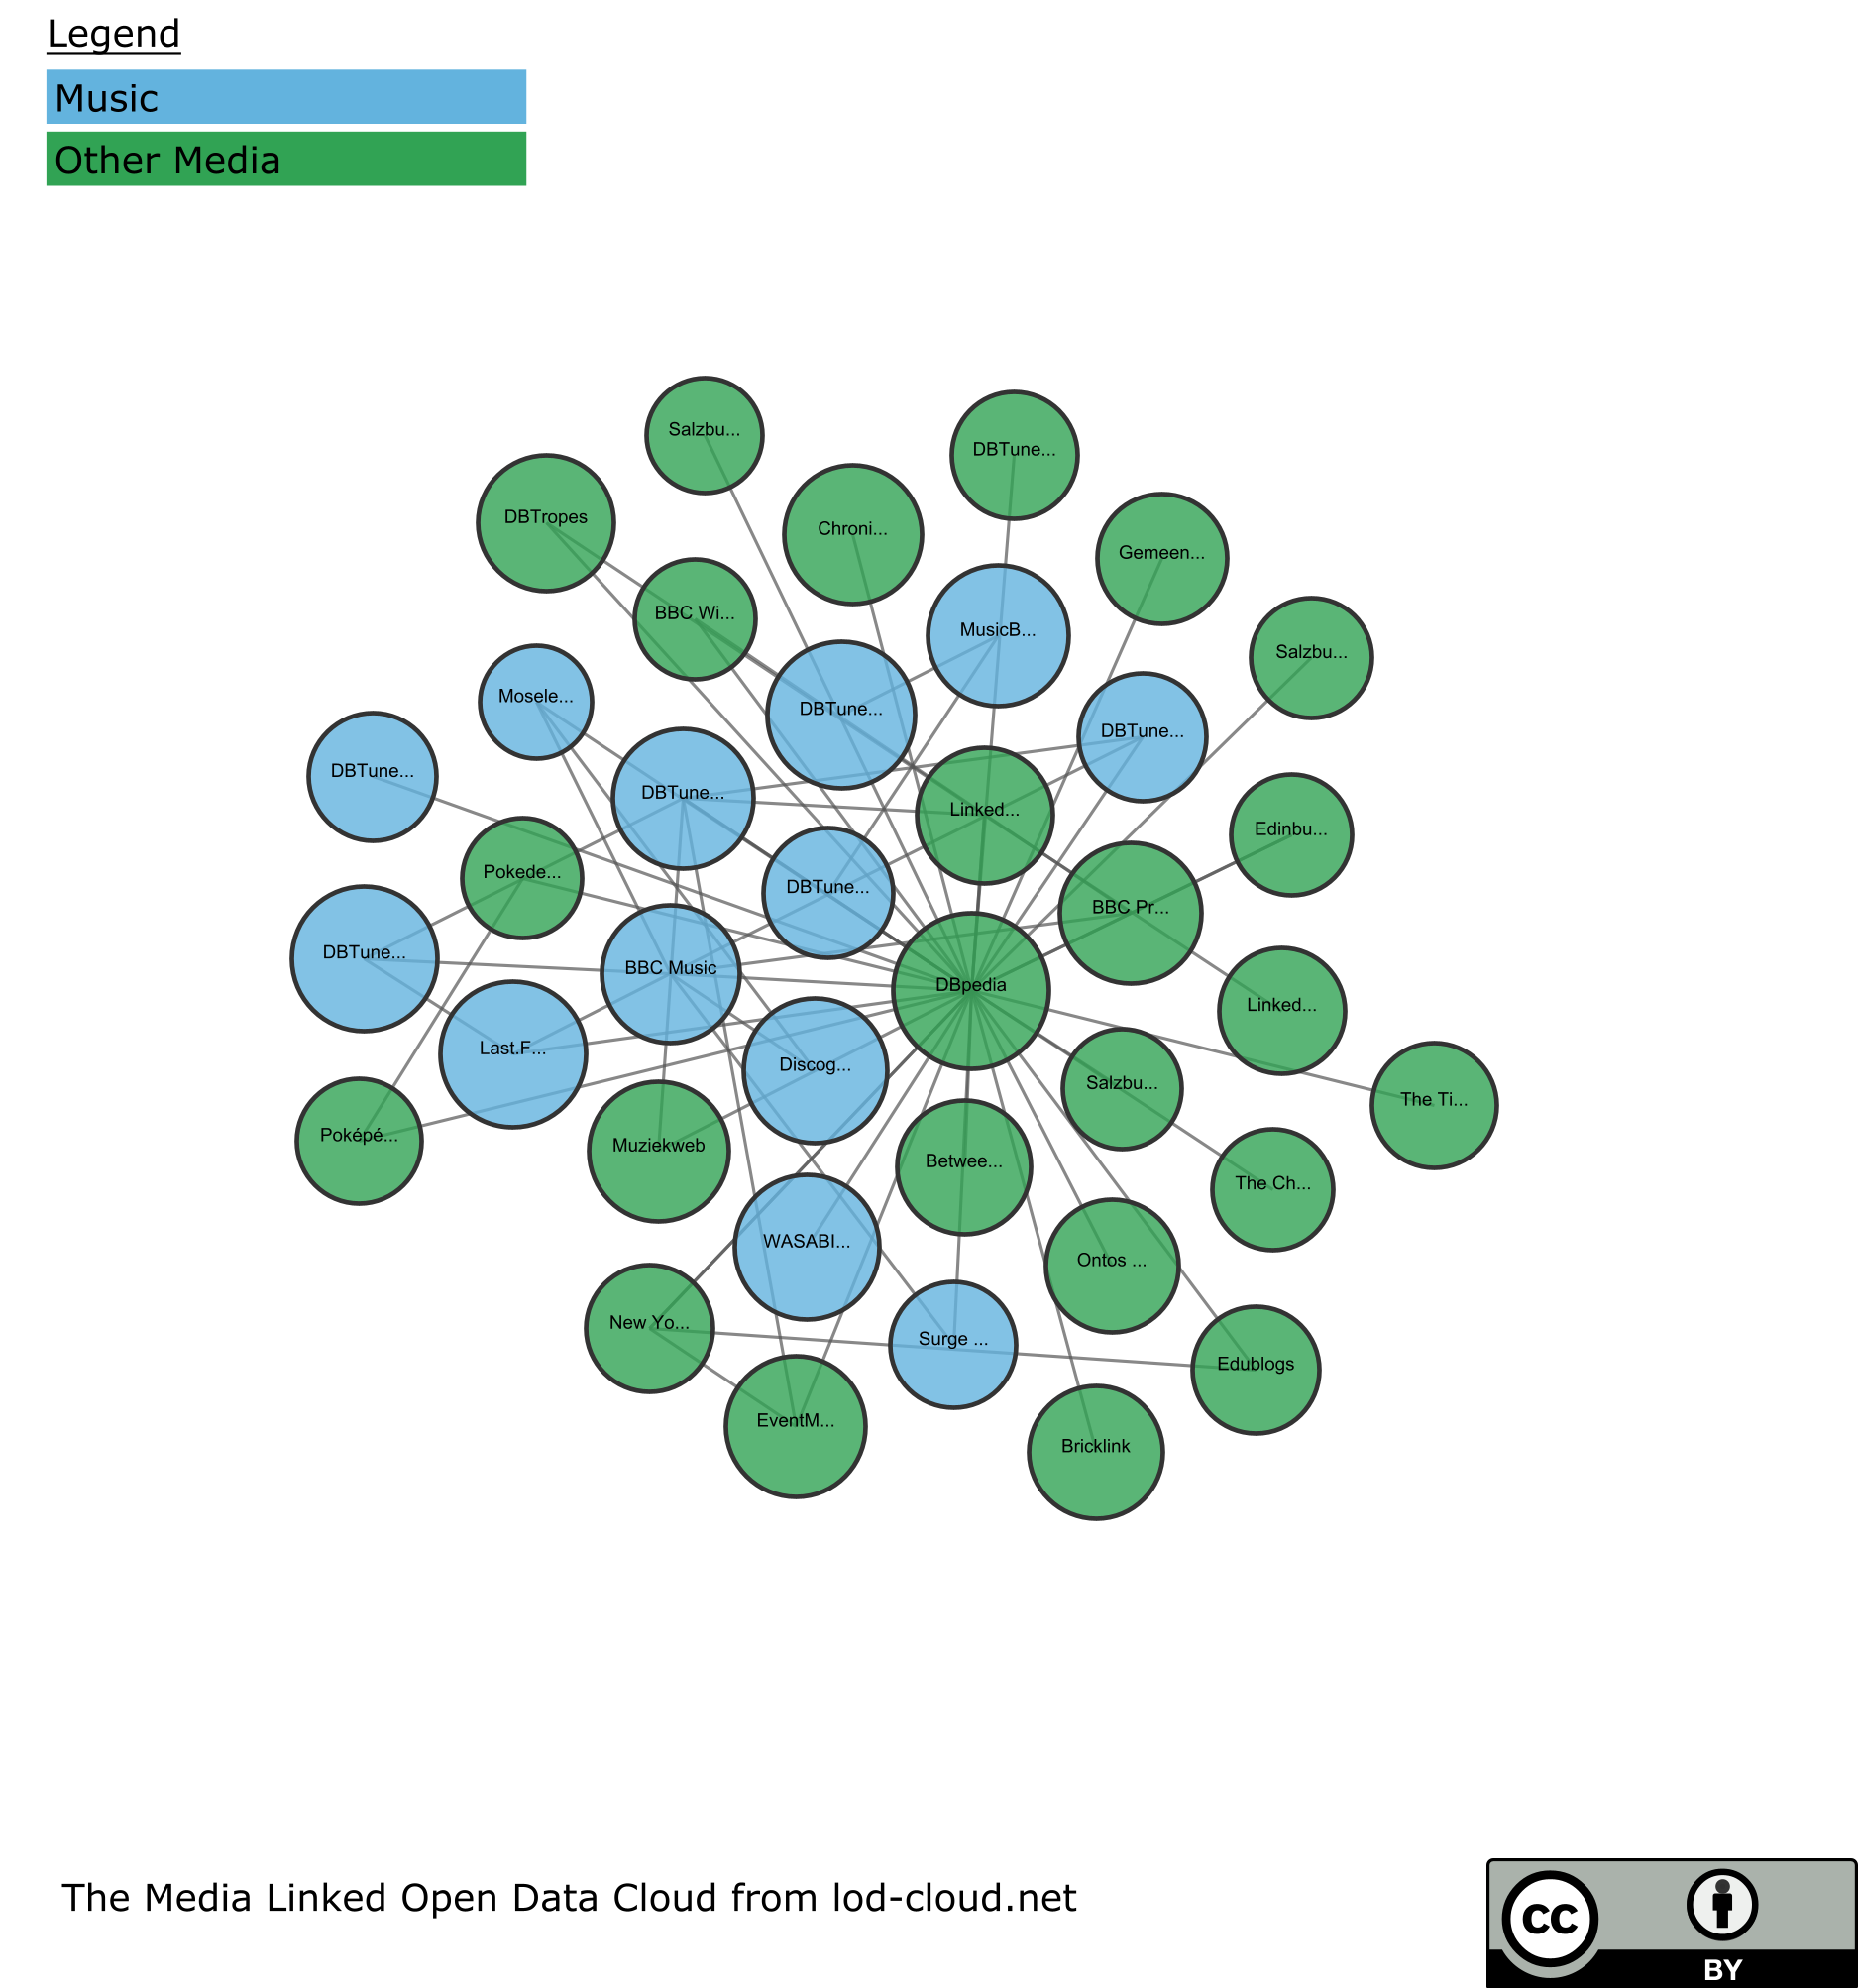 Legend
Music
Other Media
Salzbu...
DBTune...
DBTropes
Chroni...
Gemeen...
BBC Wi...
MusicB...
Salzbu...
Mosele...
DBTune...
DBTune...
DBTune...
DBTune...
Linked...
Edinbu...
Pokede...
DBTune...
BBC Pr...
DBTune...
BBC Music
DBpedia
Linked...
Last.F...
Discog...
Salzbu...
The Ti...
Poképé...
Muziekweb
Betwee...
The Ch...
WASABI...
Ontos ...
New Yo...
Surge ...
Edublogs
EventM...
Bricklink
The Media Linked Open Data Cloud from lod-cloud.net
cc
BY